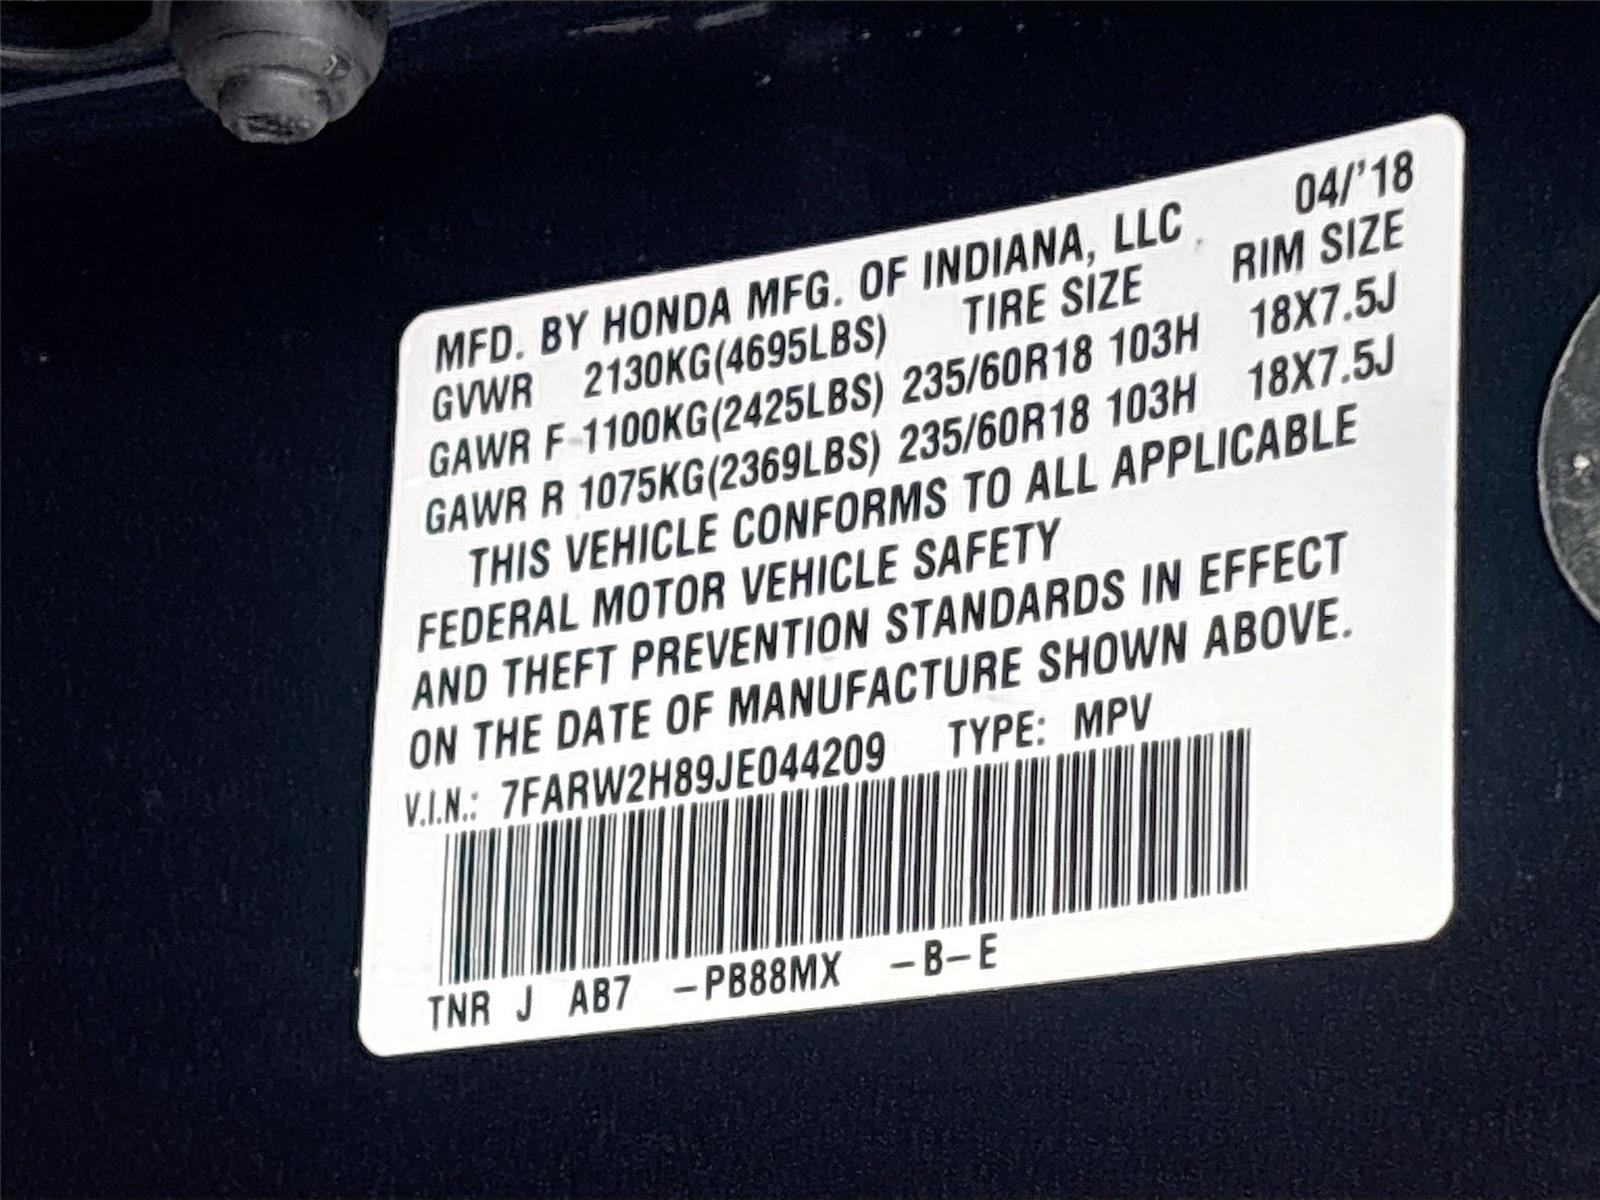 MFD. BY HONDA MFG. OF INDIANA, LLC 04/'18
GVWR 2130KG(4695LBS) TIRE SIZE RIM SIZE
GAWR F 1100KG(2425LBS) 235/60R18 103H 18X7.5J
GAWR R 1075KG(2369LBS) 235/60R18 103H 18X7.5J
THIS VEHICLE CONFORMS TO ALL APPLICABLE
FEDERAL MOTOR VEHICLE SAFETY
AND THEFT PREVENTION STANDARDS IN EFFECT
ON THE DATE OF MANUFACTURE SHOWN ABOVE.
V.I.N.: 7FARW2H89JE044209 TYPE: MPV
TNR J AB7 -PB88MX -B-E